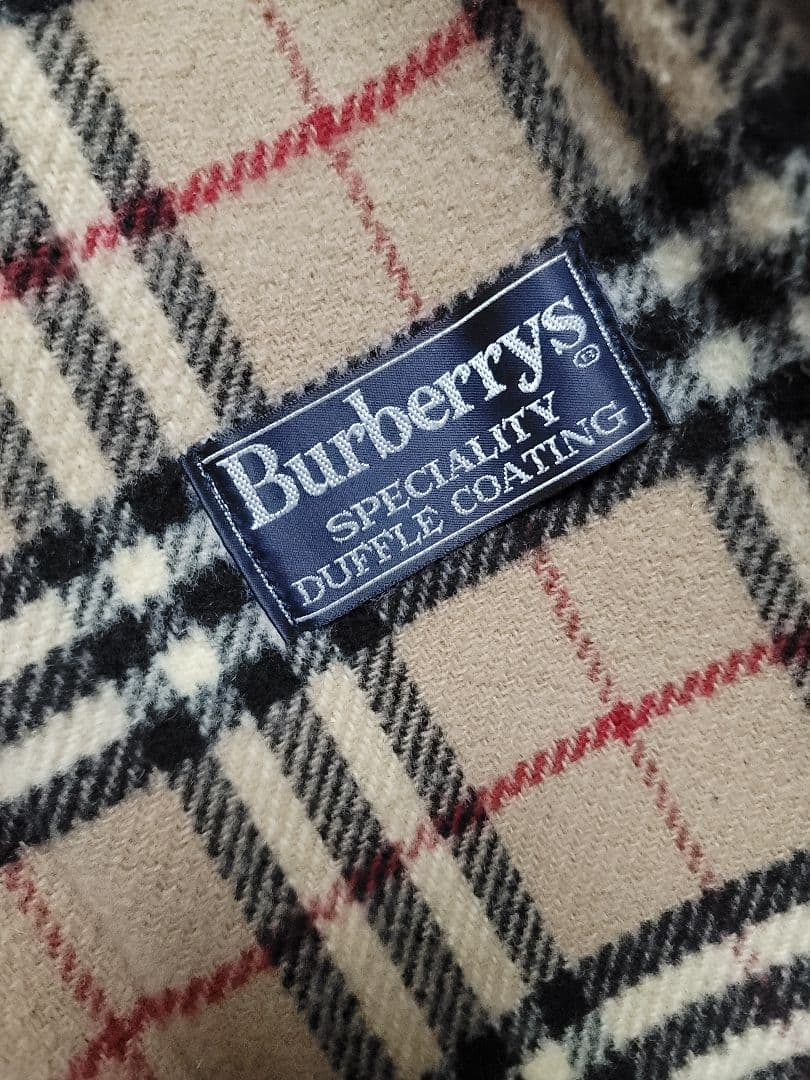 Burberrys®
SPECIALITY
DUFFLE COATING